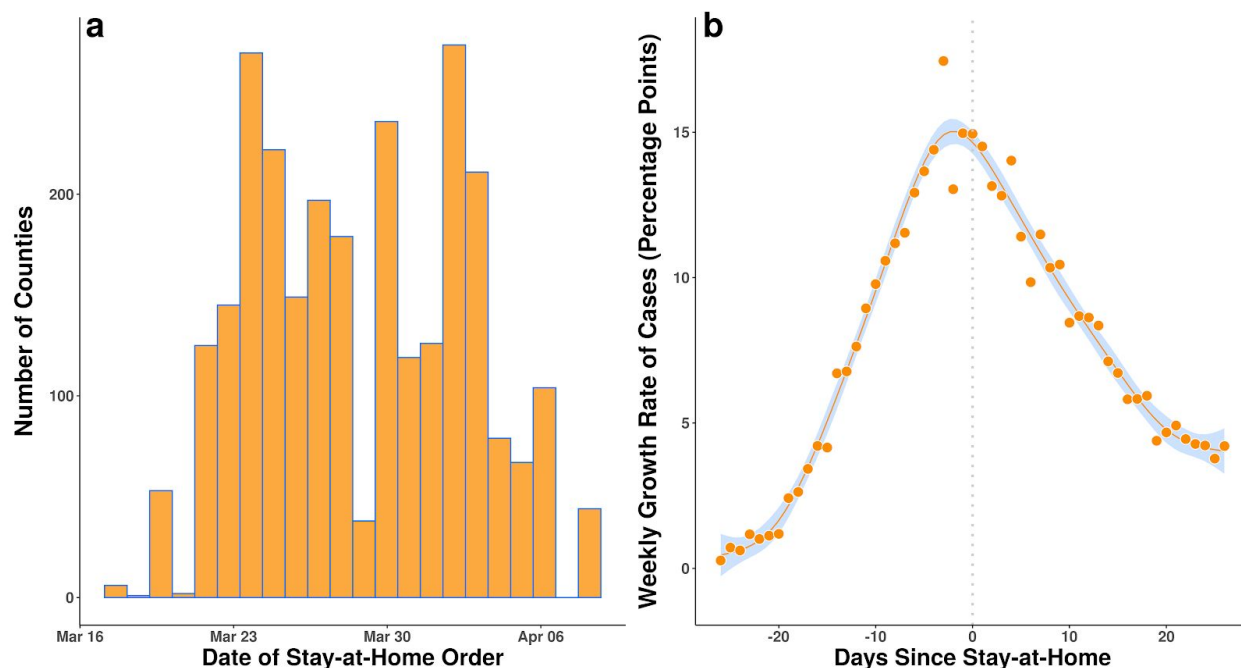 a
Number of Counties
200
100
0
Mar 16
Mar 23
Mar 30
Apr 06
Date of Stay-at-Home Order
b
Weekly Growth Rate of Cases (Percentage Points)
15
10
5
0
-20
-10
0
10
20
Days Since Stay-at-Home